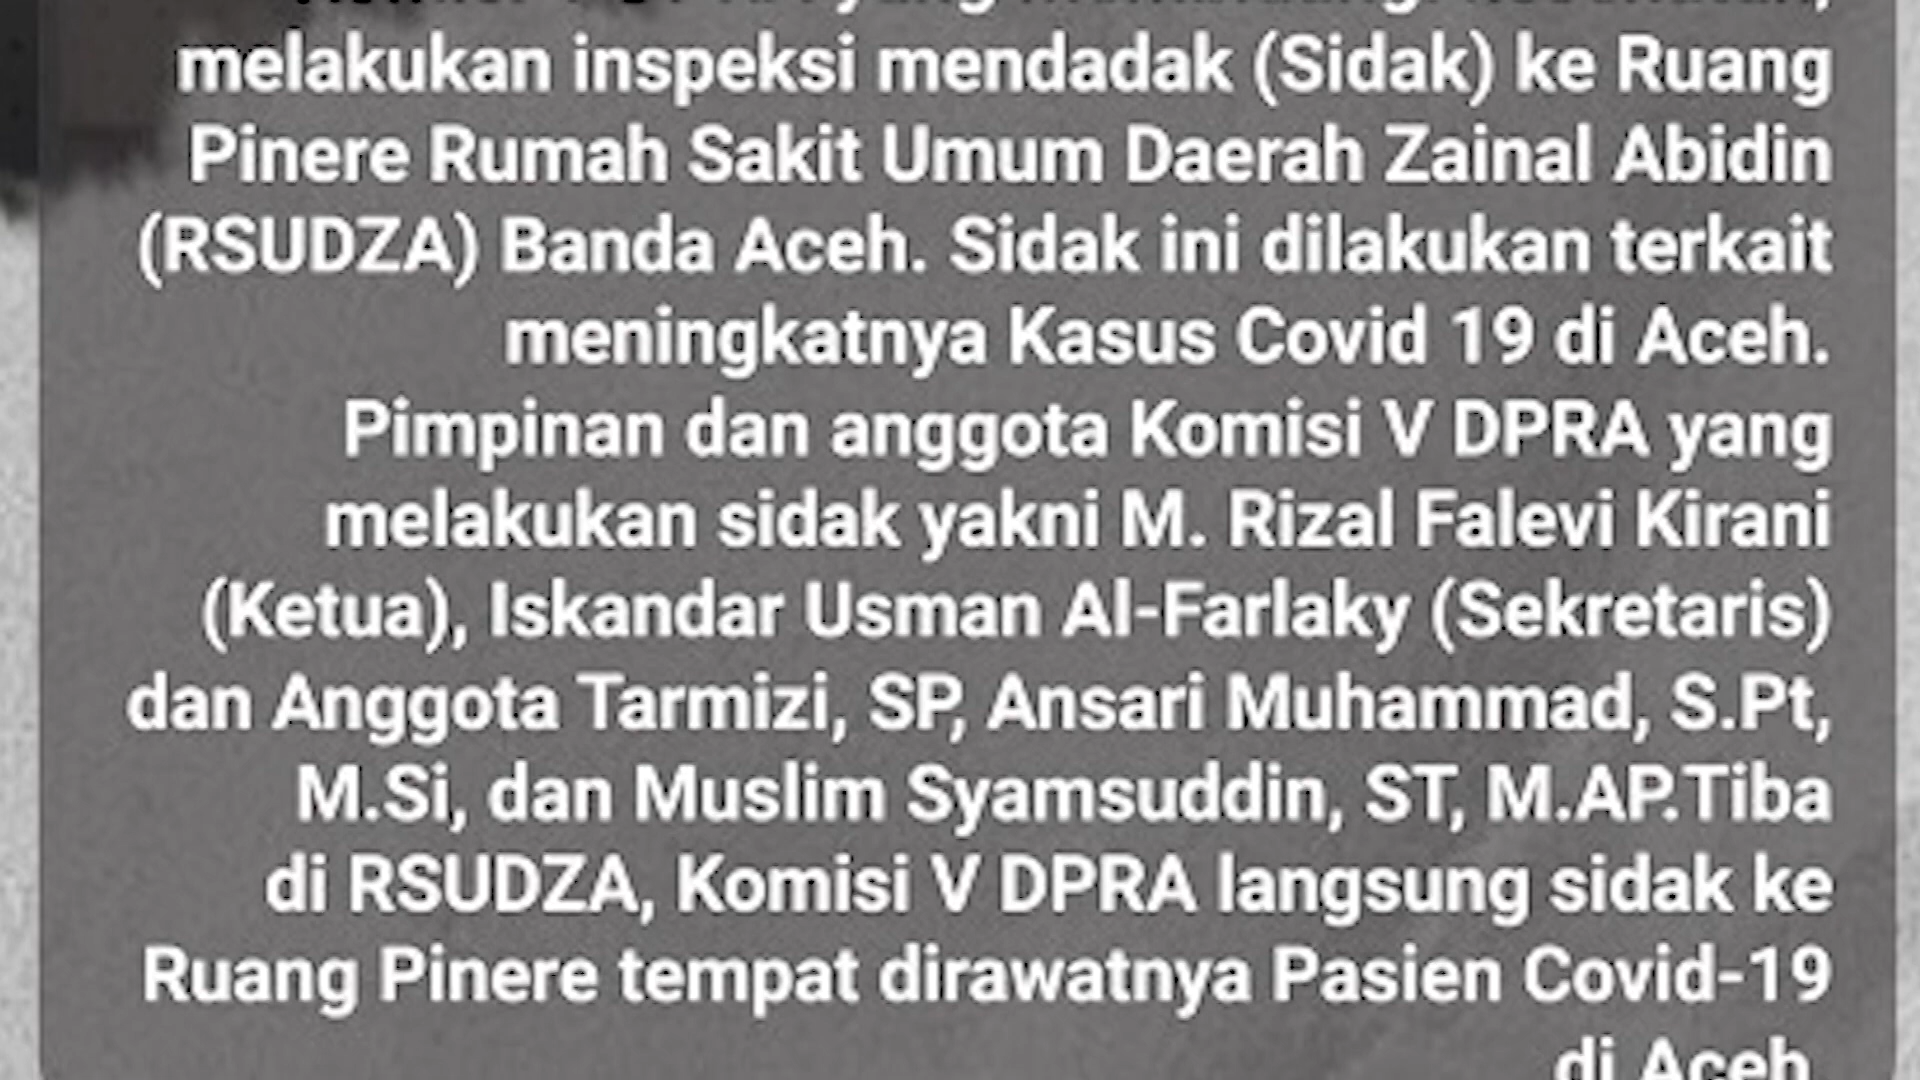 melakukan inspeksi mendadak (Sidak) ke Ruang
Pinere Rumah Sakit Umum Daerah Zainal Abidin
(RSUDZA) Banda Aceh. Sidak ini dilakukan terkait
meningkatnya Kasus Covid 19 di Aceh.
Pimpinan dan anggota Komisi V DPRA yang
melakukan sidak yakni M. Rizal Falevi Kirani
(Ketua), Iskandar Usman Al-Farlaky (Sekretaris)
dan Anggota Tarmizi, SP, Ansari Muhammad, S.Pt,
M.Si, dan Muslim Syamsuddin, ST, M.AP.Tiba
di RSUDZA, Komisi V DPRA langsung sidak ke
Ruang Pinere tempat dirawatnya Pasien Covid-19
di Aceh.